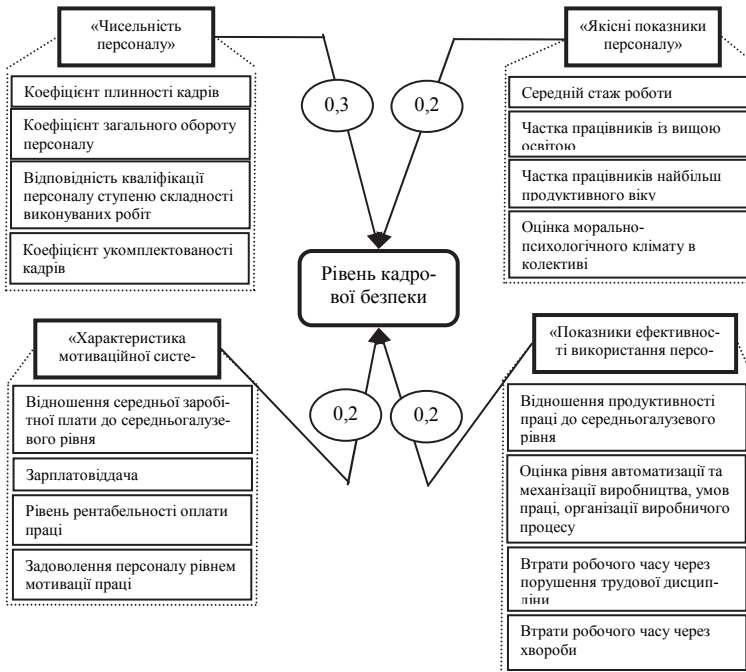 «Чисельність
персоналу»
Коефіцієнт плинності кадрів
Коефіцієнт загального обороту
персоналу
Відповідність кваліфікації
персоналу ступеню складності
виконуваних робіт
Коефіцієнт укомплектованості
кадрів
0,3
0,2
«Якісні показники
персоналу»
Середній стаж роботи
Частка працівників із вищою
освітою
Частка працівників найбільш
продуктивного віку
Оцінка морально-
психологічного клімату в
колективі
Рівень кадро-
вої безпеки
«Характеристика
мотиваційної систе-
Відношення середньої заробі-
тної плати до середньогалузе-
вого рівня
Зарплатовіддача
Рівень рентабельності оплати
праці
Задоволення персоналу рівнем
мотивації праці
0,2
0,2
«Показники ефективнос-
ті використання персо-
Відношення продуктивності
праці до середньогалузевого
рівня
Оцінка рівня автоматизації та
механізації виробництва, умов
праці, організації виробничого
процесу
Втрати робочого часу через
порушення трудової дисцип-
ліни
Втрати робочого часу через
хвороби